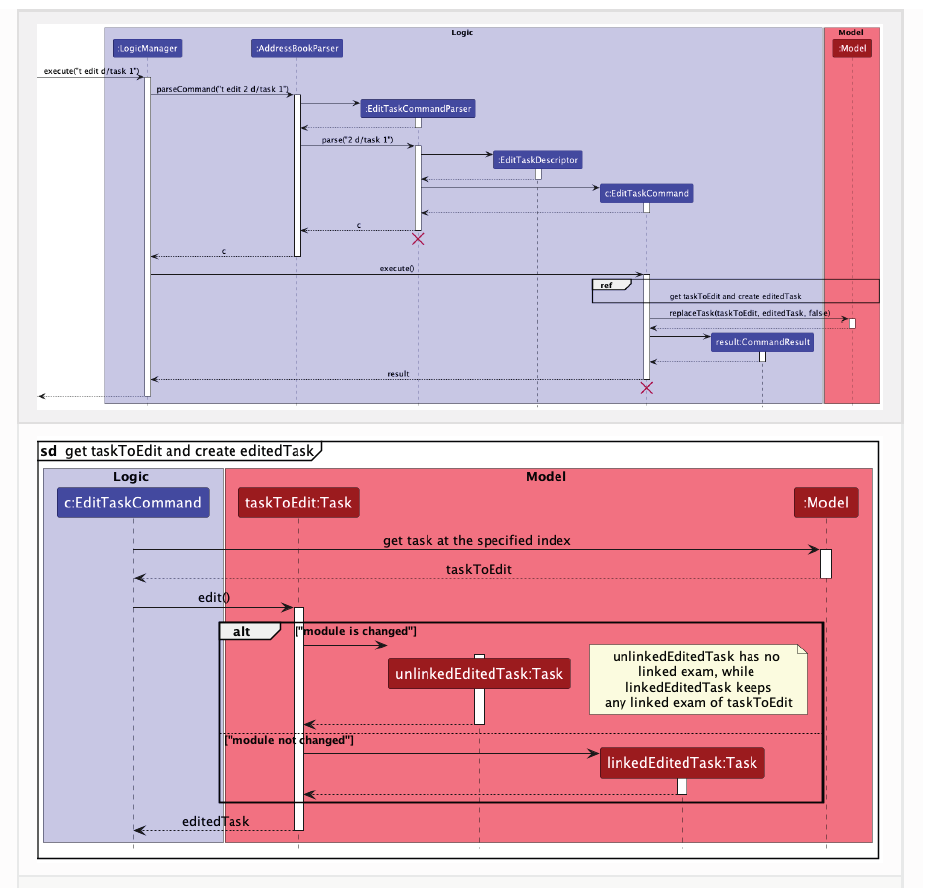 Logic
Model
:LogicManager
:AddressBookParser
:Model
execute("t edit d/task 1")
parseCommand("t edit 2 d/task 1")
:EditTaskCommandParser
parse("2 d/task 1")
:EditTaskDescriptor
c:EditTaskCommand
c
c
execute()
ref
get taskToEdit and create editedTask
replaceTask(taskToEdit, editedTask, false)
result:CommandResult
result
sd get taskToEdit and create editedTask
Logic
Model
c:EditTaskCommand
taskToEdit:Task
:Model
get task at the specified index
taskToEdit
edit()
alt
["module is changed"]
unlinkedEditedTask has no
linked exam, while
linkedEditedTask keeps
any linked exam of taskToEdit
unlinkedEditedTask:Task
["module not changed"]
linkedEditedTask:Task
editedTask